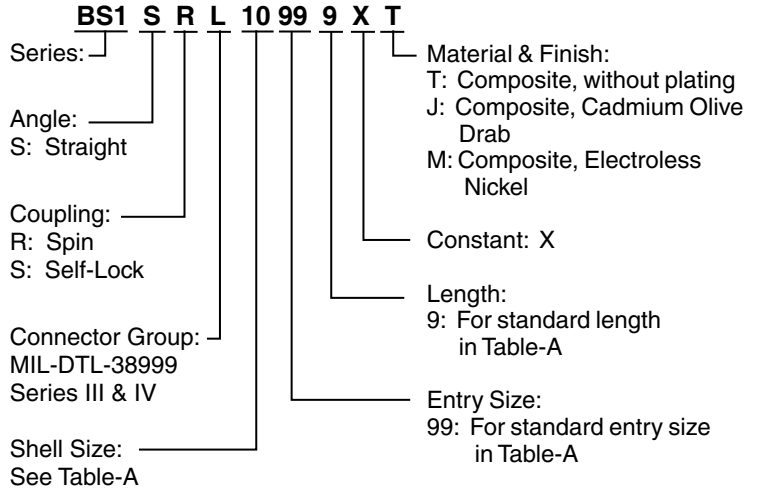 BS1 S R L 10 99 9 X T
Series:
Angle:
S: Straight
Coupling:
R: Spin
S: Self-Lock
Connector Group:
MIL-DTL-38999
Series III & IV
Shell Size:
See Table-A
Material & Finish:
T: Composite, without plating
J: Composite, Cadmium Olive
Drab
M: Composite, Electroless
Nickel
Constant: X
Length:
9: For standard length
in Table-A
Entry Size:
99: For standard entry size
in Table-A